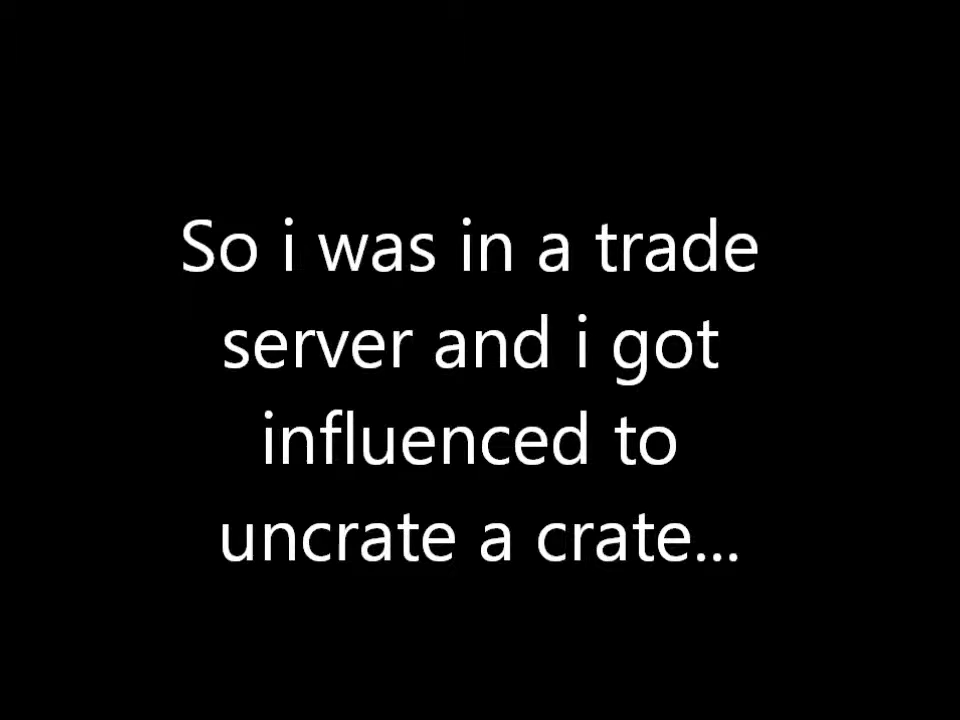 So i was in a trade
server and i got
influenced to
uncrate a crate...